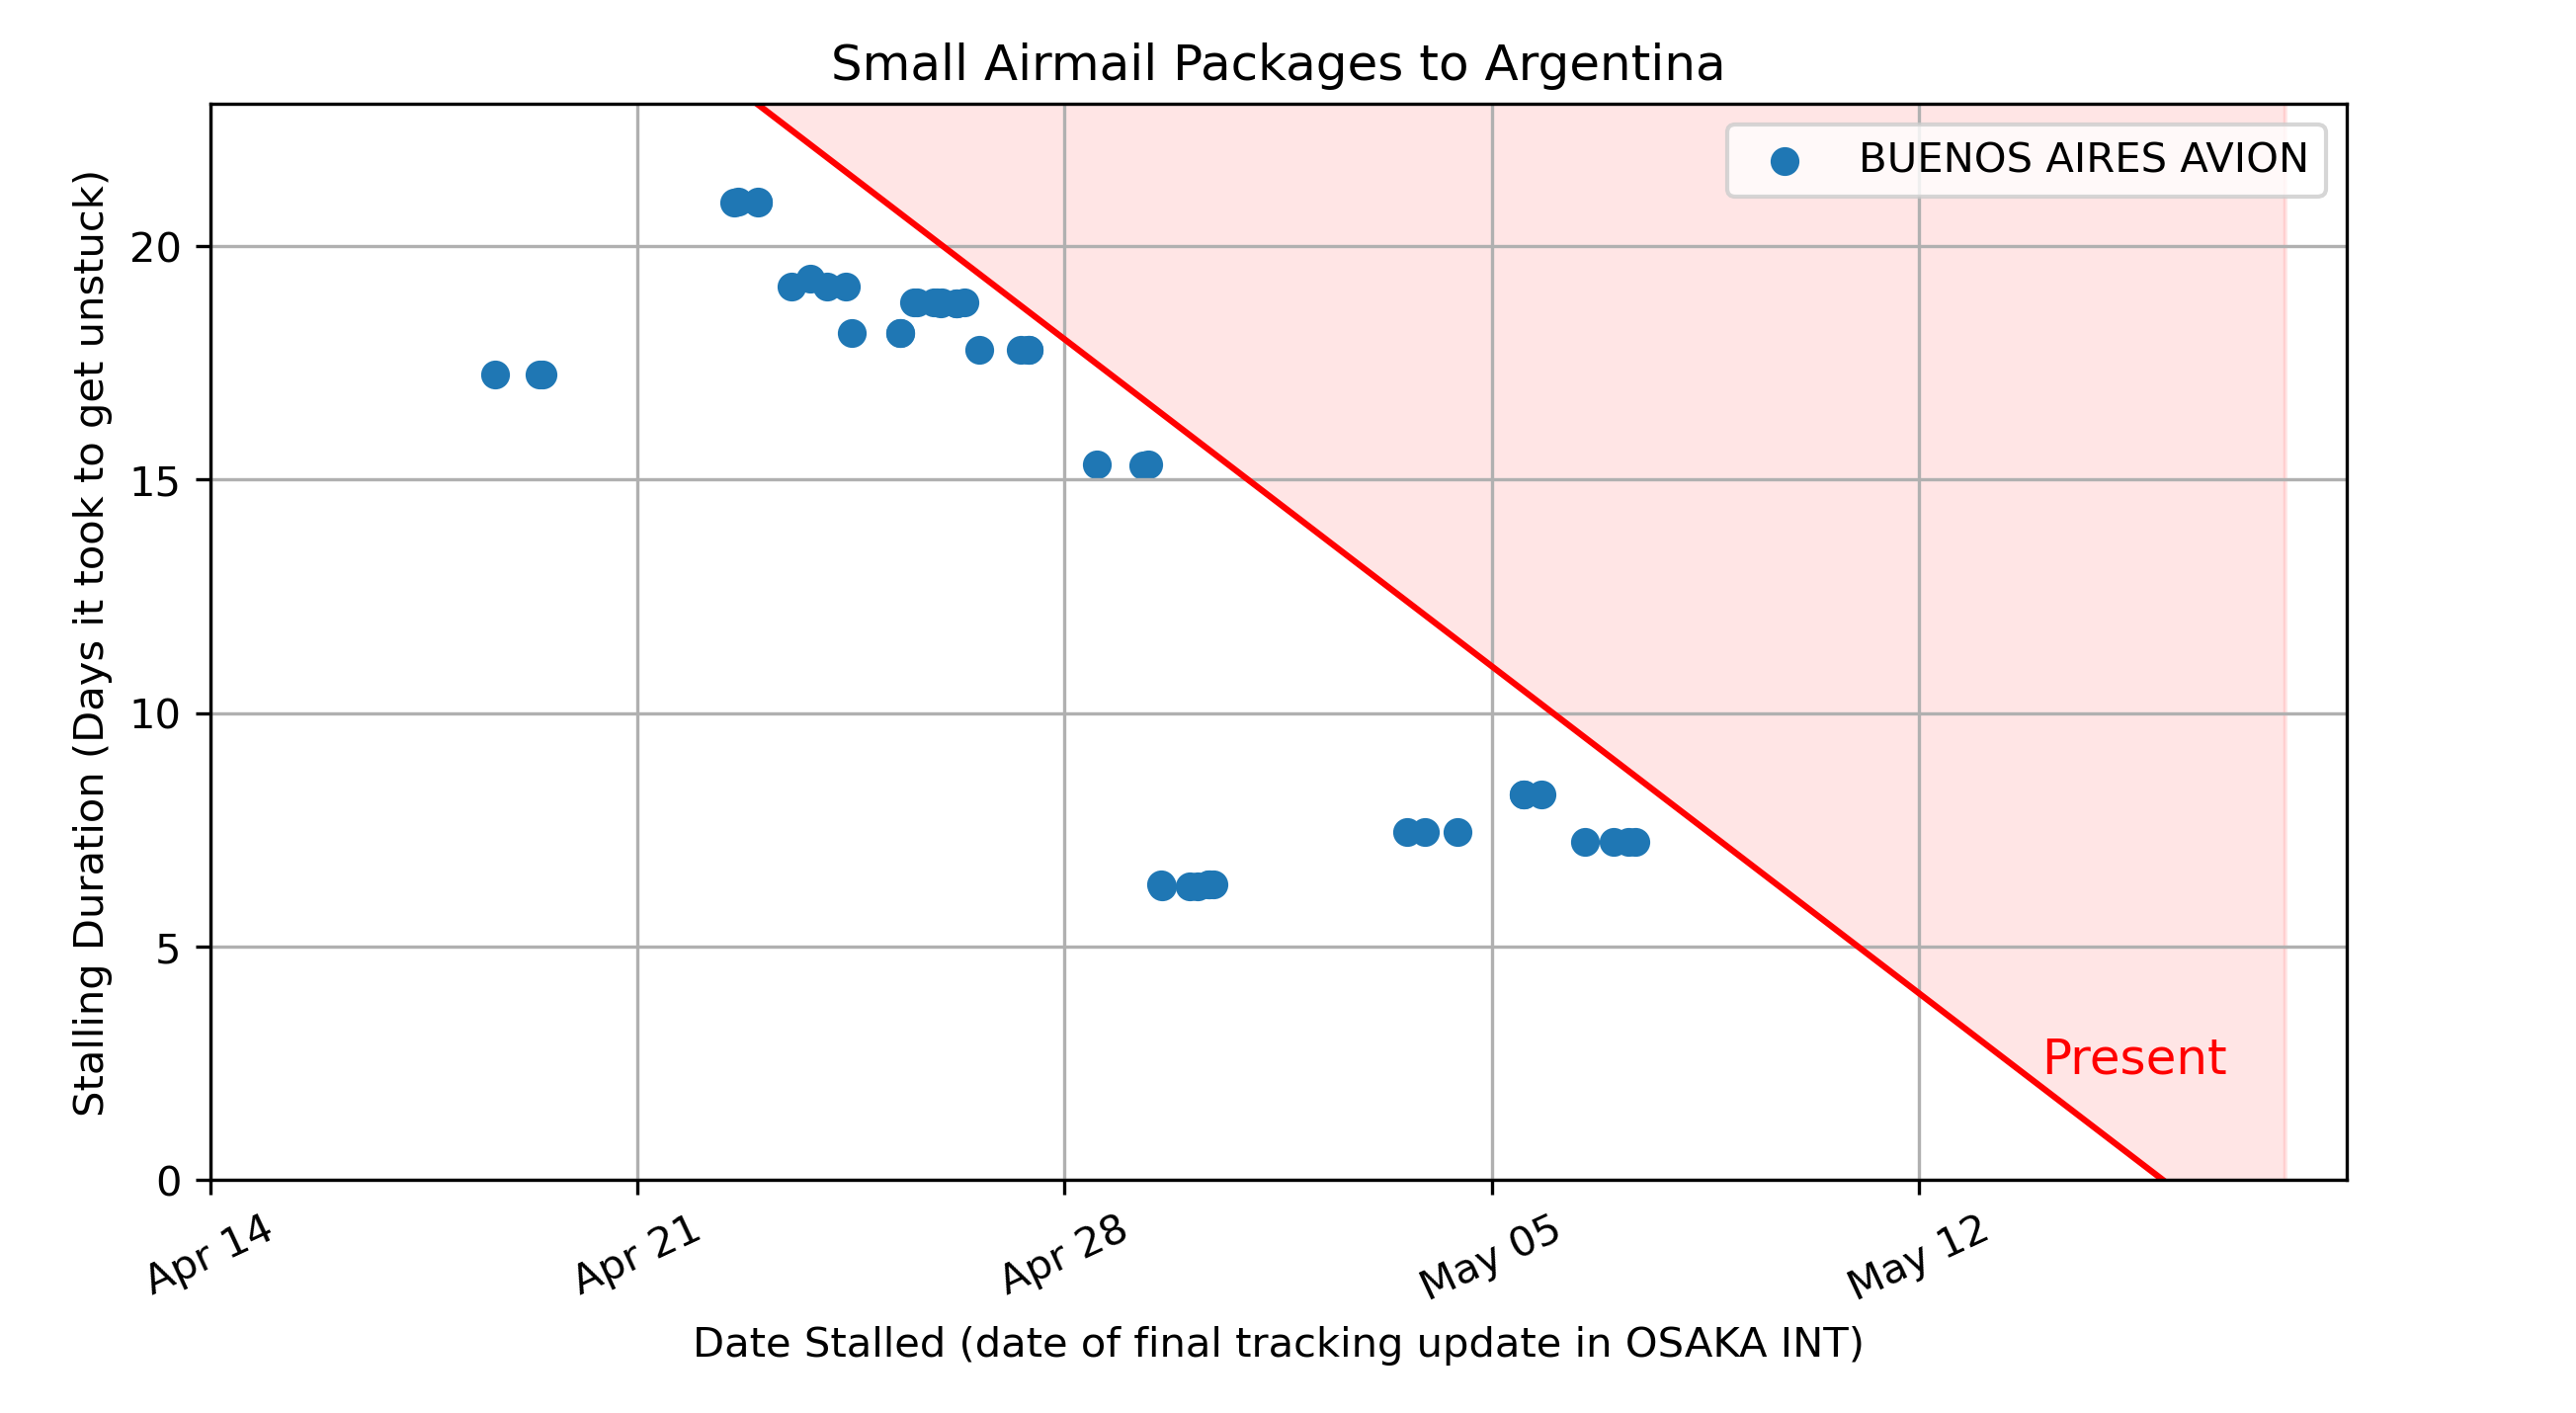 Small Airmail Packages to Argentina
BUENOS AIRES AVION
Stalling Duration (Days it took to get unstuck)
20
15
10
5
0
Present
Apr 14
Apr 21
Apr 28
May 05
May 12
Date Stalled (date of final tracking update in OSAKA INT)